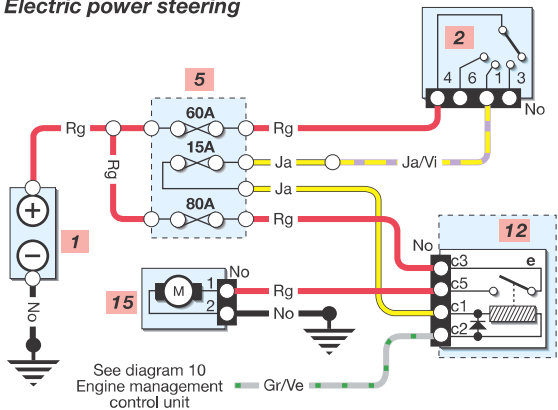 Electric power steering
2
5
4 6 1 3
No
60A
Rg
Rg
15A
Ja
Ja/Vi
Rg
Ja
80A
Rg
1
No
12
No
c3
e
c5
c1
c2
15
M
1
2
No
Rg
No
See diagram 10
Engine management
control unit
Gr/Ve